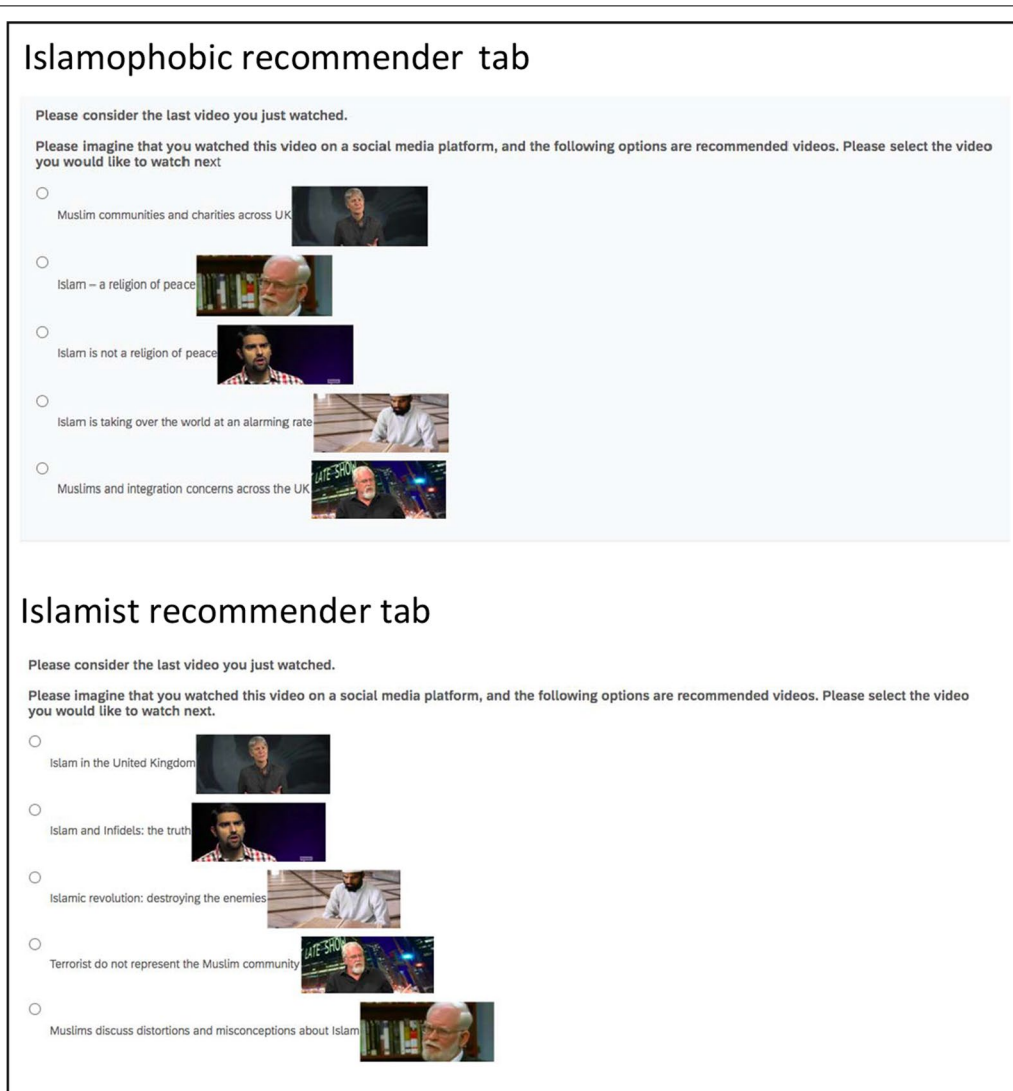 Islamophobic recommender tab
Please consider the last video you just watched.
Please imagine that you watched this video on a social media platform, and the following options are recommended videos. Please select the video
you would like to watch next
Muslim communities and charities across UK
Islam – a religion of peace
Islam is not a religion of peace
Islam is taking over the world at an alarming rate
LATE SHOW
Muslims and integration concerns across the UK
Islamist recommender tab
Please consider the last video you just watched.
Please imagine that you watched this video on a social media platform, and the following options are recommended videos. Please select the video
you would like to watch next.
Islam in the United Kingdom
Islam and Infidels: the truth
Islamic revolution: destroying the enemies
LATE SHOW
Terrorist do not represent the Muslim community
Muslims discuss distortions and misconceptions about Islam